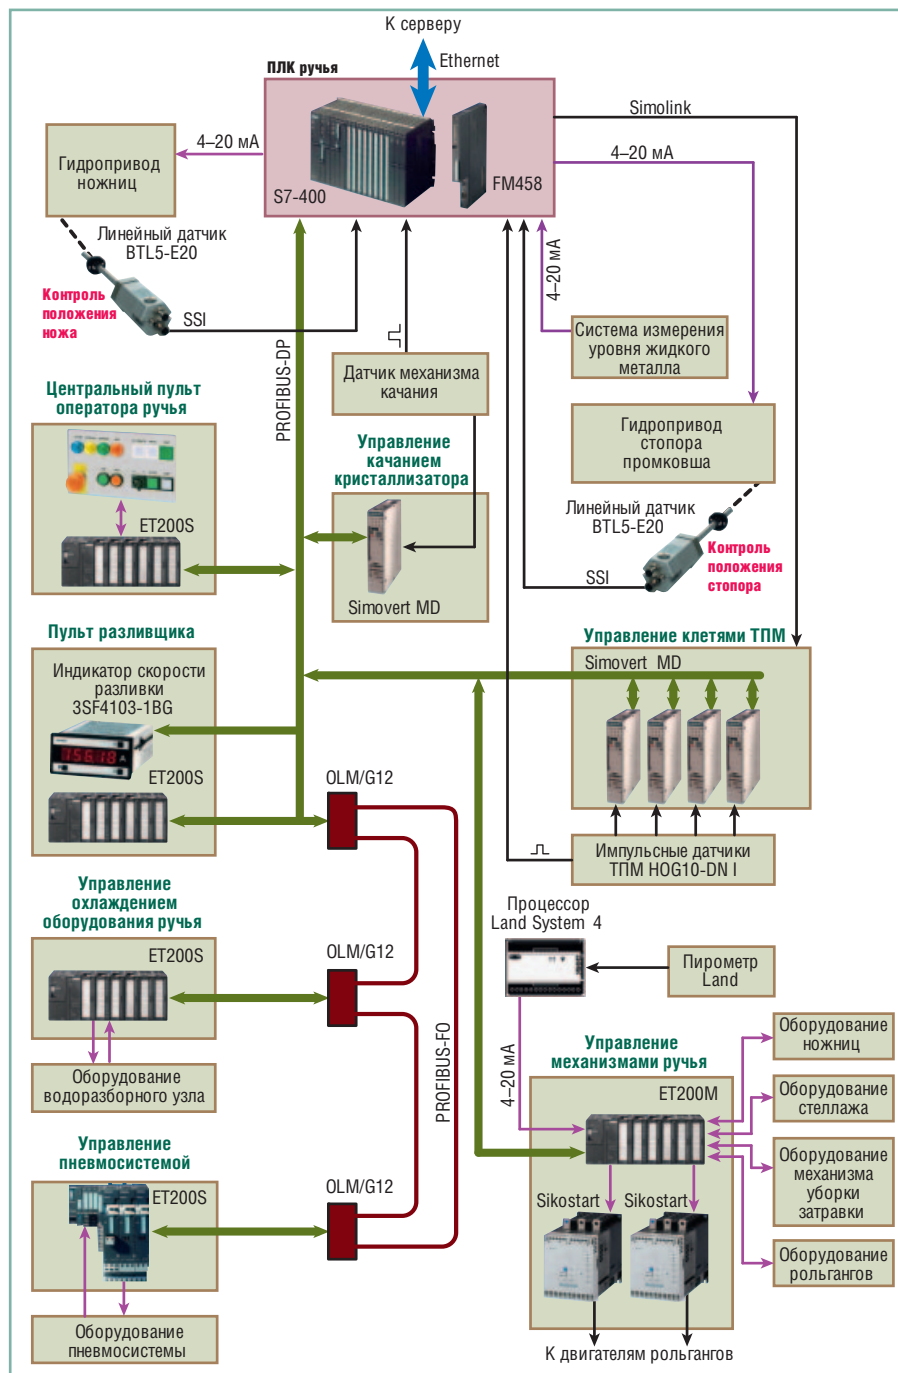 К серверу
Ethernet
ПЛК ручья
Simolink
4–20 мА
4–20 мА
Гидропривод
ножниц
S7-400
FM458
Линейный датчик
BTL5-E20
Контроль
положения
ножа
SSI
PROFIBUS-DP
4–20 мА
Система измерения
уровня жидкого
металла
Датчик механизма
качания
Центральный пульт
оператора ручья
ET200S
Управление
качанием
кристаллизатора
Simovert MD
Гидропривод
стопора
промковша
Линейный датчик
BTL5-E20
Контроль
положения
стопора
SSI
Пульт разливщика
Индикатор скорости
разливки
3SF4103-1BG
156.18
A
ET200S
Управление клетями ТПМ
Simovert MD
OLM/G12
Импульсные датчики
ТПМ HOG10-DN I
Управление
охлаждением
оборудования ручья
ET200S
OLM/G12
Оборудование
водоразборного узла
PROFIBUS-FO
Процессор
Land System 4
Пирометр
Land
4–20 мА
Управление
механизмами ручья
ET200M
Оборудование
ножниц
Оборудование
стеллажа
Оборудование
механизма
уборки
затравки
Оборудование
рольгангов
Sikostart
Sikostart
К двигателям рольгангов
Управление
пневмосистемой
ET200S
OLM/G12
Оборудование
пневмосистемы